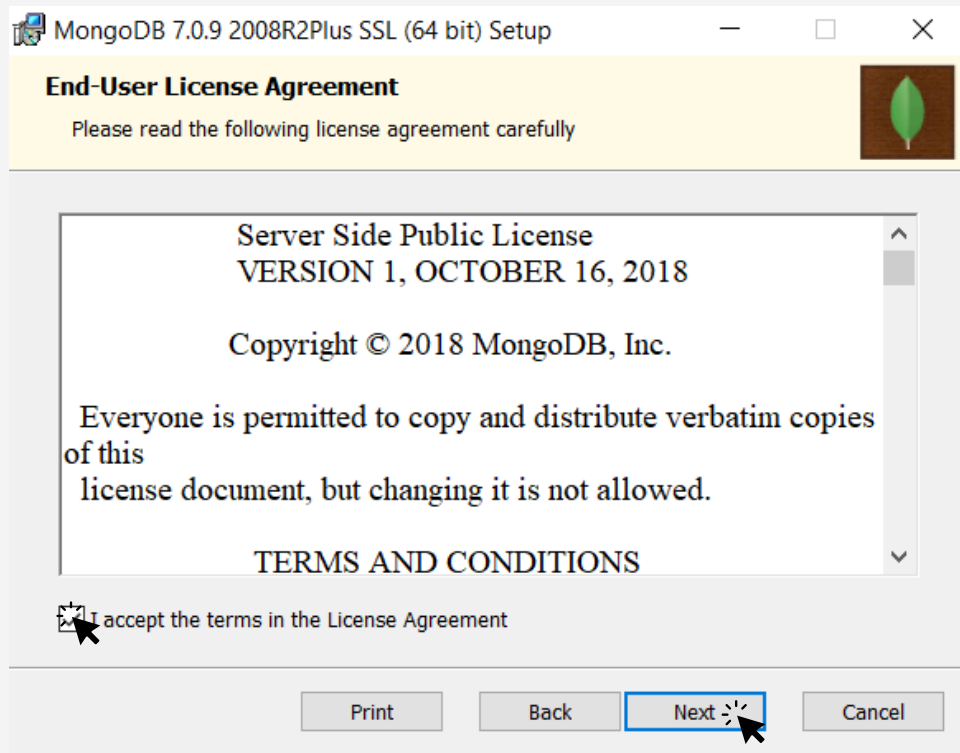 MongoDB 7.0.9 2008R2Plus SSL (64 bit) Setup
End-User License Agreement
Please read the following license agreement carefully
Server Side Public License
VERSION 1, OCTOBER 16, 2018
Copyright © 2018 MongoDB, Inc.
Everyone is permitted to copy and distribute verbatim copies
of this
license document, but changing it is not allowed.
TERMS AND CONDITIONS
I accept the terms in the License Agreement
Print Back Next Cancel